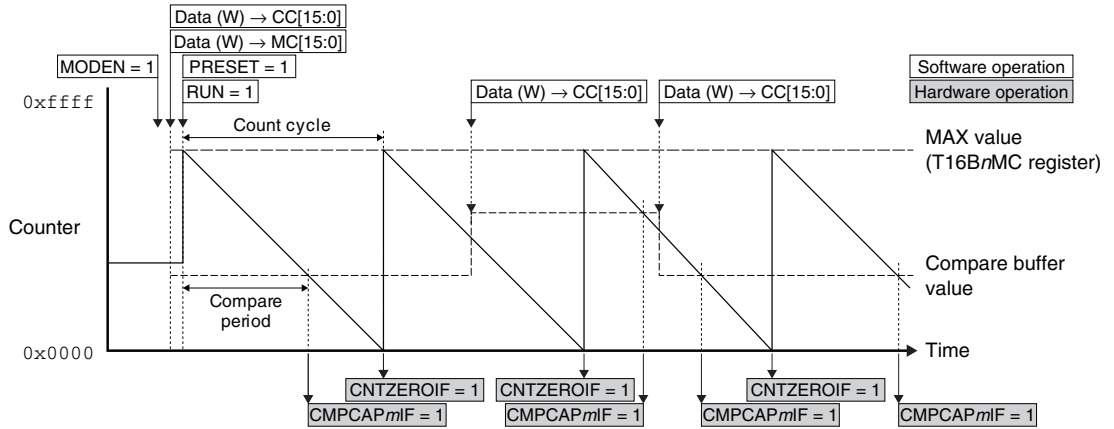 Data (W) → CC[15:0]
Data (W) → MC[15:0]
MODEN = 1
PRESET = 1
RUN = 1
Software operation
Hardware operation
0xffff
Data (W) → CC[15:0]
Data (W) → CC[15:0]
Count cycle
MAX value
(T16BnMC register)
Counter
Compare buffer
value
Compare
period
0x0000
Time
CNTZEROIF = 1
CNTZEROIF = 1
CNTZEROIF = 1
CMPCAPmIF = 1
CMPCAPmIF = 1
CMPCAPmIF = 1
CMPCAPmIF = 1